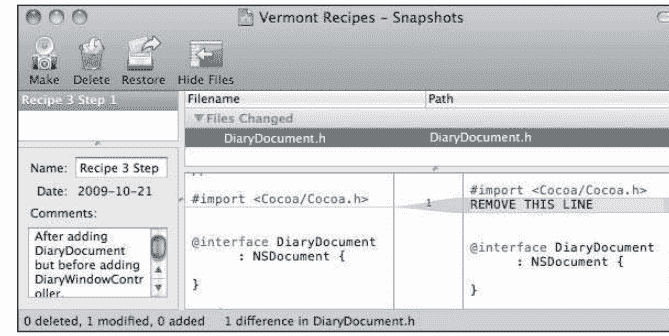 Vermont Recipes – Snapshots
Make Delete Restore Hide Files
Recipe 3 Step 1
Filename Path
Files Changed
DiaryDocument.h DiaryDocument.h
Name: Recipe 3 Step
Date: 2009-10-21
Comments:
After adding
DiaryDocument
but before adding
DiaryWindowContr
oller.
#import <Cocoa/Cocoa.h>
@interface DiaryDocument
: NSDocument {
}
1
#import <Cocoa/Cocoa.h>
REMOVE THIS LINE
@interface DiaryDocument
: NSDocument {
}
0 deleted, 1 modified, 0 added 1 difference in DiaryDocument.h